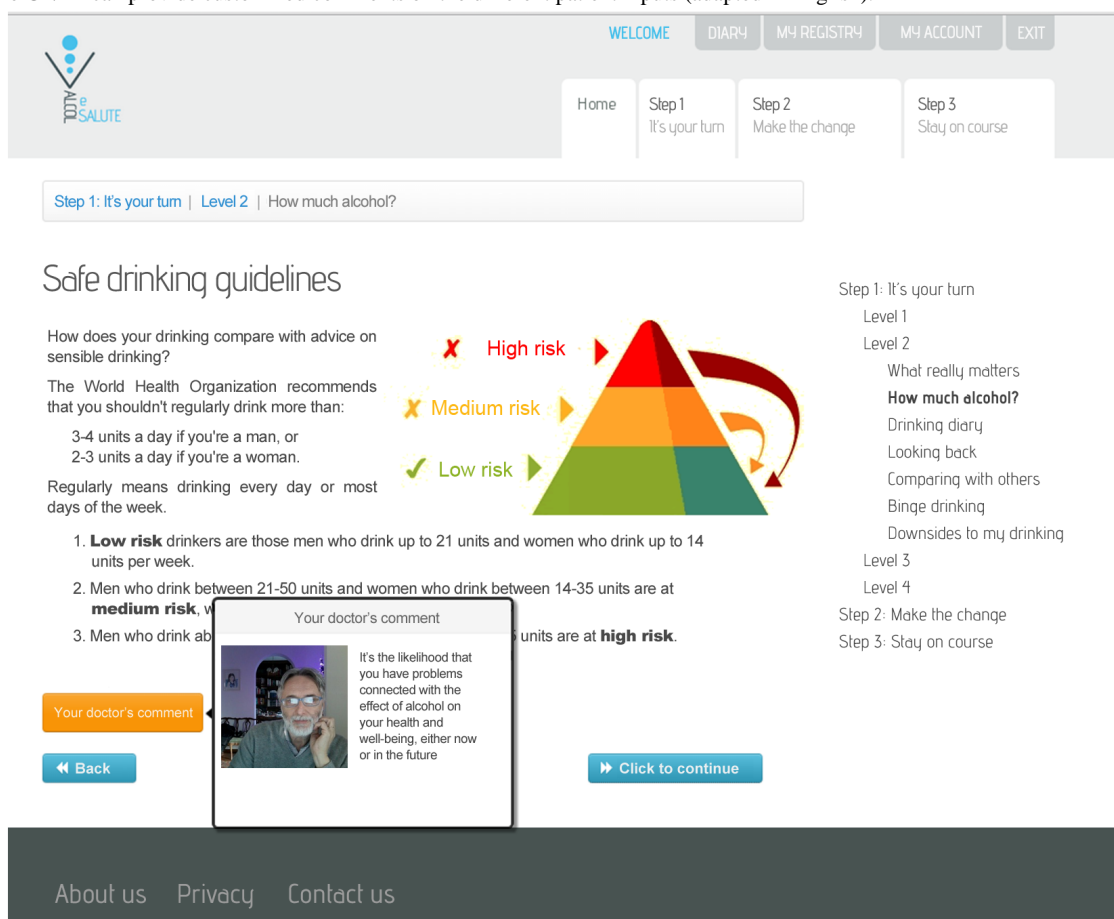 WELCOME DIARY MY REGISTRY MY ACCOUNT EXIT
ALCOL e SALUTE
Home Step 1 Step 2 Step 3
It's your turn Make the change Stay on course
Step 1: It's your turn | Level 2 | How much alcohol?
Safe drinking guidelines
How does your drinking compare with advice on
sensible drinking?
The World Health Organization recommends
that you shouldn't regularly drink more than:
3-4 units a day if you're a man, or
2-3 units a day if you're a woman.
Regularly means drinking every day or most
days of the week.
High risk
Medium risk
Low risk
1. Low risk drinkers are those men who drink up to 21 units and women who drink up to 14
units per week.
2. Men who drink between 21-50 units and women who drink between 14-35 units are at
medium risk, w
3. Men who drink ab
units are at high risk.
Your doctor's comment
Your doctor's comment
It's the likelihood that
you have problems
connected with the
effect of alcohol on
your health and
well-being, either now
or in the future
Back
Click to continue
Step 1: It's your turn
Level 1
Level 2
What really matters
How much alcohol?
Drinking diary
Looking back
Comparing with others
Binge drinking
Downsides to my drinking
Level 3
Level 4
Step 2: Make the change
Step 3: Stay on course
About us Privacy Contact us